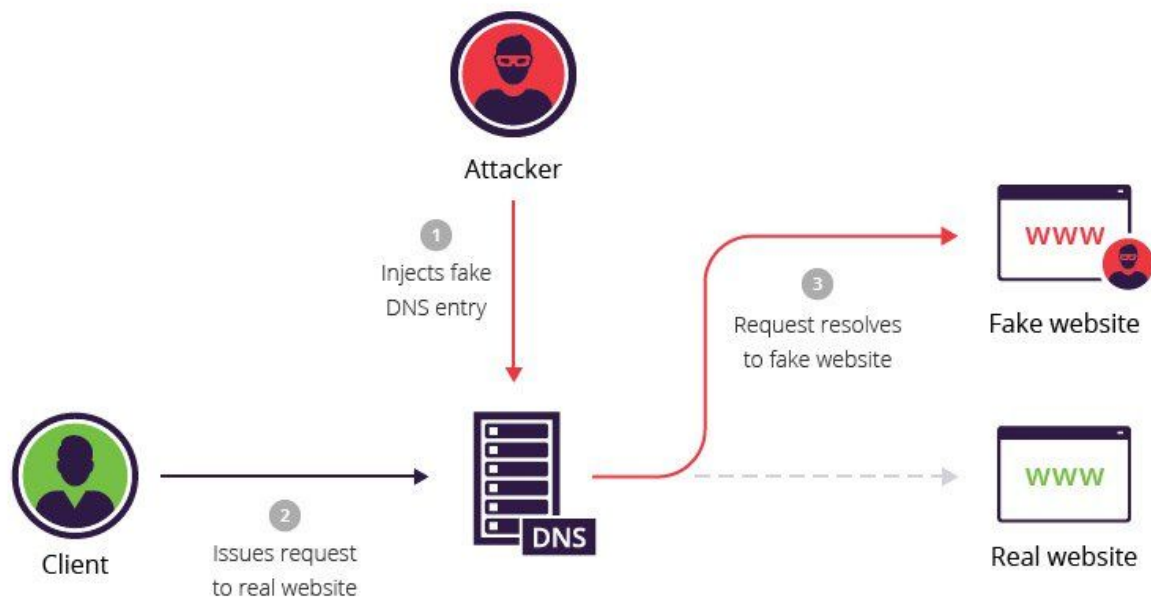 Attacker
1
Injects fake
DNS entry
www
Fake website
3
Request resolves
to fake website
Client
2
Issues request
to real website
DNS
www
Real website